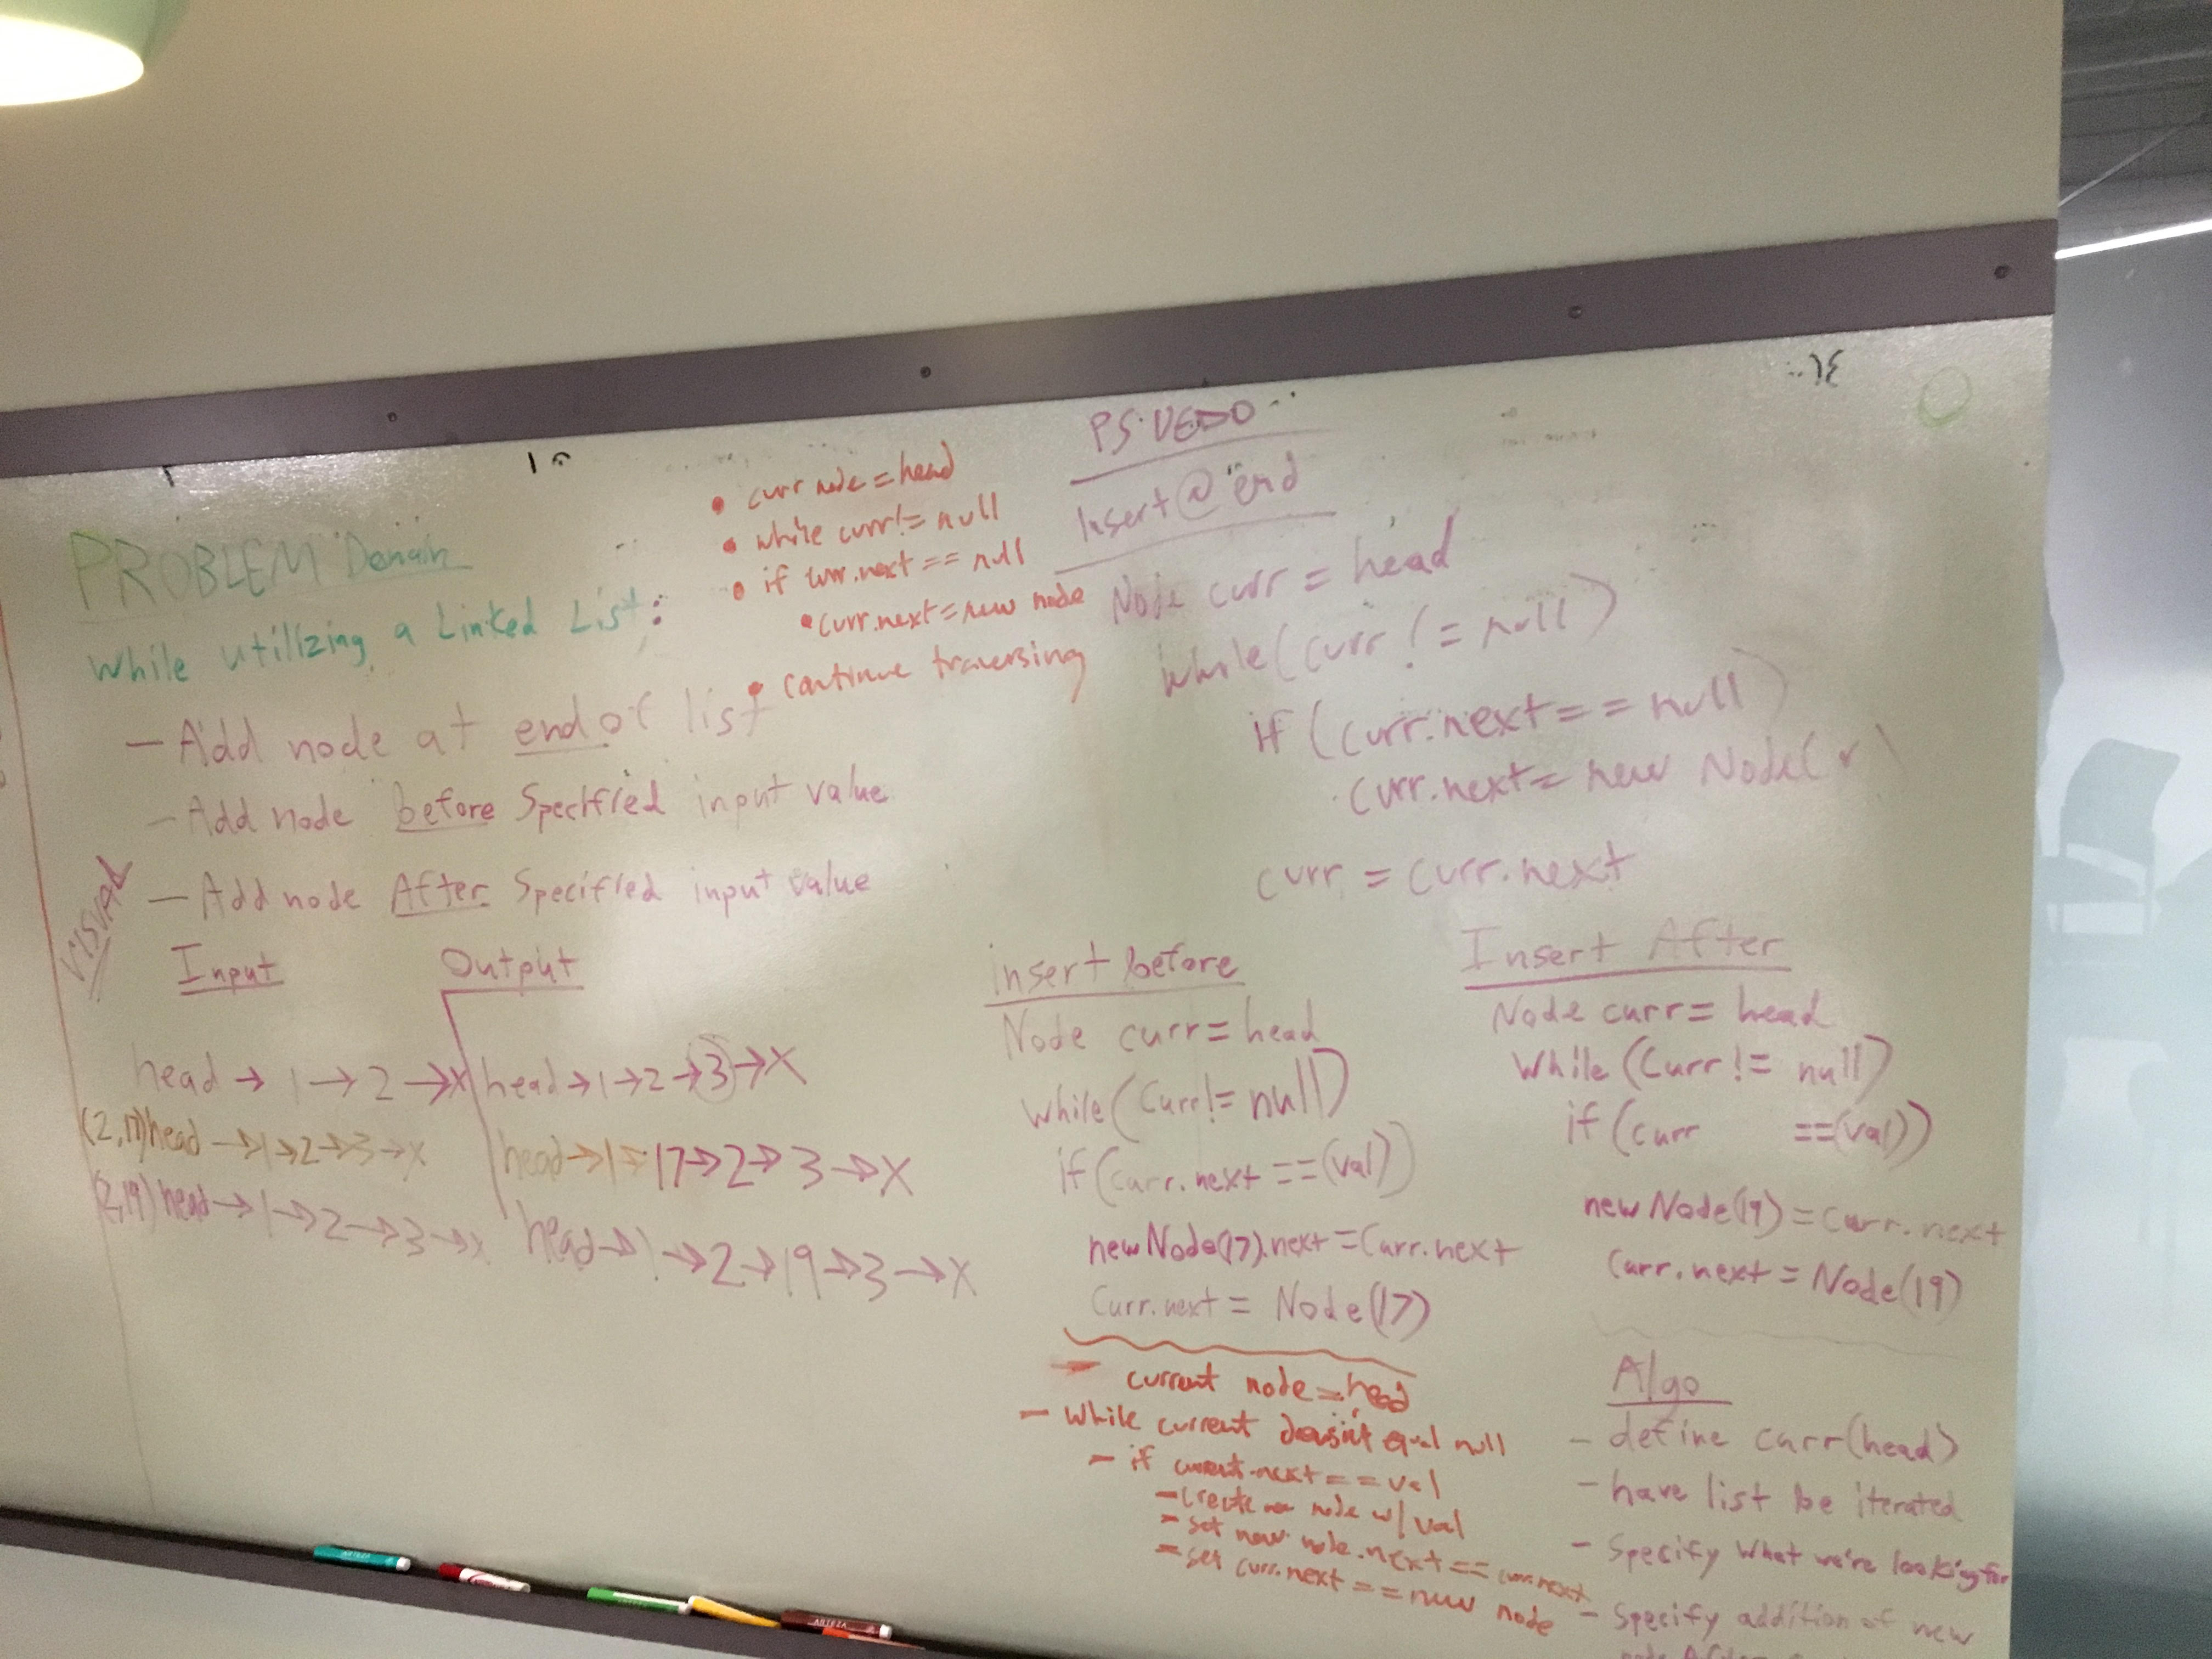 PROBLEM Domain
While utilizing a Linked List:
- Add node at end of list
- Add node before Specified input value
- Add node After Specified input value
VISUAL
Input
Output
head → 1 → 2 → X
head → 1 → 2 → 3 → X
(2,17) head → 1 → 2 → 3 → X
head → 1 → 17 → 2 → 3 → X
(2,19) head → 1 → 2 → 3 → X
head → 1 → 2 → 19 → 3 → X
• curr node = head
• while curr != null
• if curr.next == null
• curr.next = new node
• continue traversing
PSUEDO
Insert @ end
Node curr = head
while (curr != null)
if (curr.next == null)
curr.next = new Node(
curr = curr.next
insert before
Node curr = head
while (Curr != null)
if (curr.next == (val))
new Node(17).next = Curr.next
Curr.next = Node(17)
- current node = head
- while current doesn't equal null
- if current.next == val
- create new node w/ val
- set new node.next == curr.next
- set curr.next == new node
Insert After
Node curr = head
While (Curr != null)
if (curr == (val))
new Node(19) = curr.next
Curr.next = Node(19)
Algo
- define curr(head)
- have list be iterated
- Specify What we're looking for
- Specify addition of new